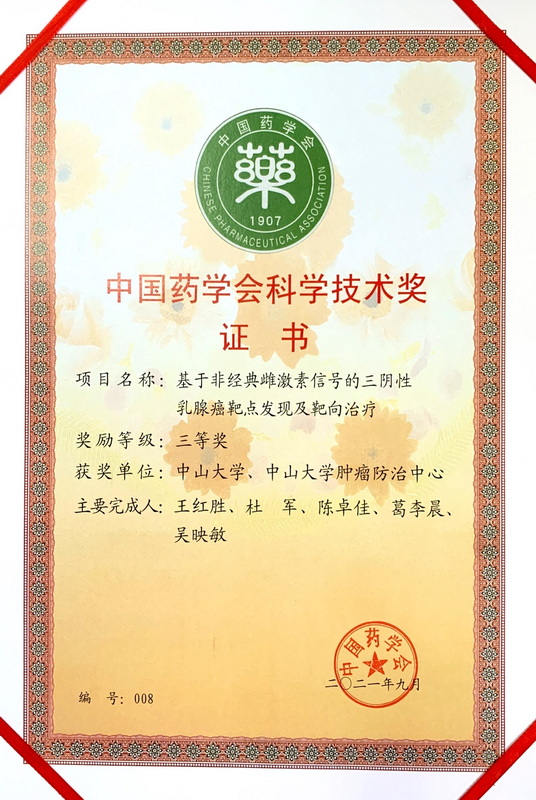 中国药学会
藥
1907
CHINESE PHARMACEUTICAL ASSOCIATION
中国药学会科学技术奖
证 书
项目名称：基于非经典雌激素信号的三阴性
乳腺癌靶点发现及靶向治疗
奖励等级：三等奖
获奖单位：中山大学、中山大学肿瘤防治中心
主要完成人：王红胜、杜 军、陈卓佳、葛李晨、
吴映敏
中国药学会
二〇二一年九月
编 号：008